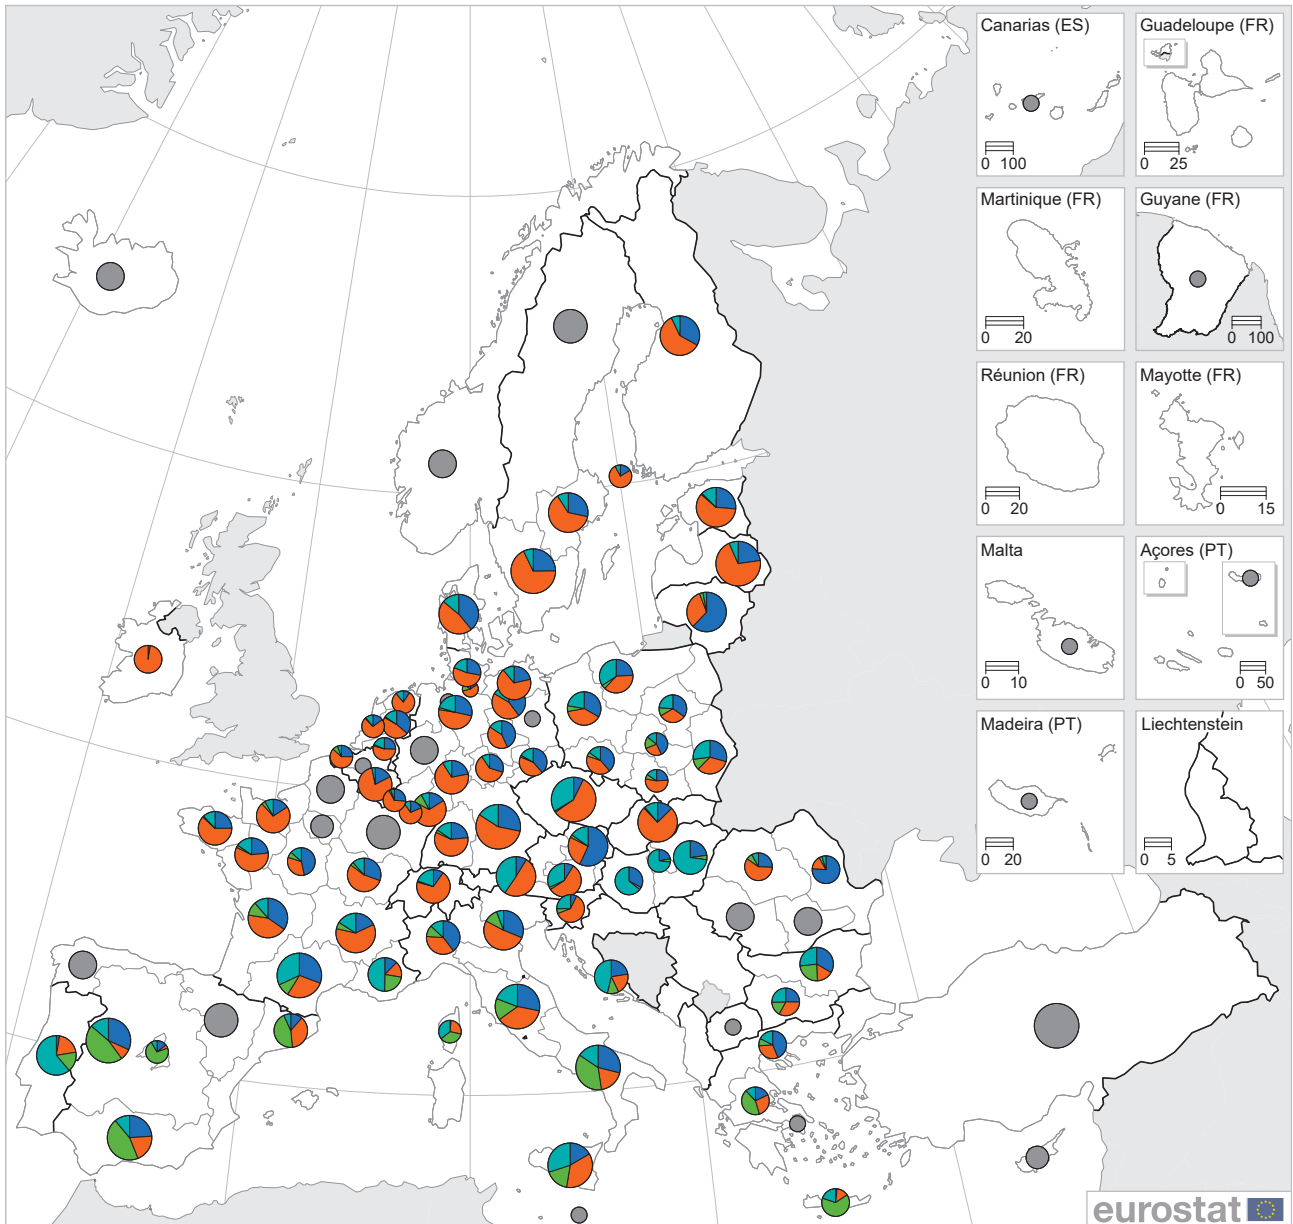 Canarias (ES)
0 100
Guadeloupe (FR)
0 25
Martinique (FR)
0 20
Guyane (FR)
0 100
Réunion (FR)
0 20
Mayotte (FR)
0 15
Malta
0 10
Açores (PT)
0 50
Madeira (PT)
0 20
Liechtenstein
0 5
eurostat